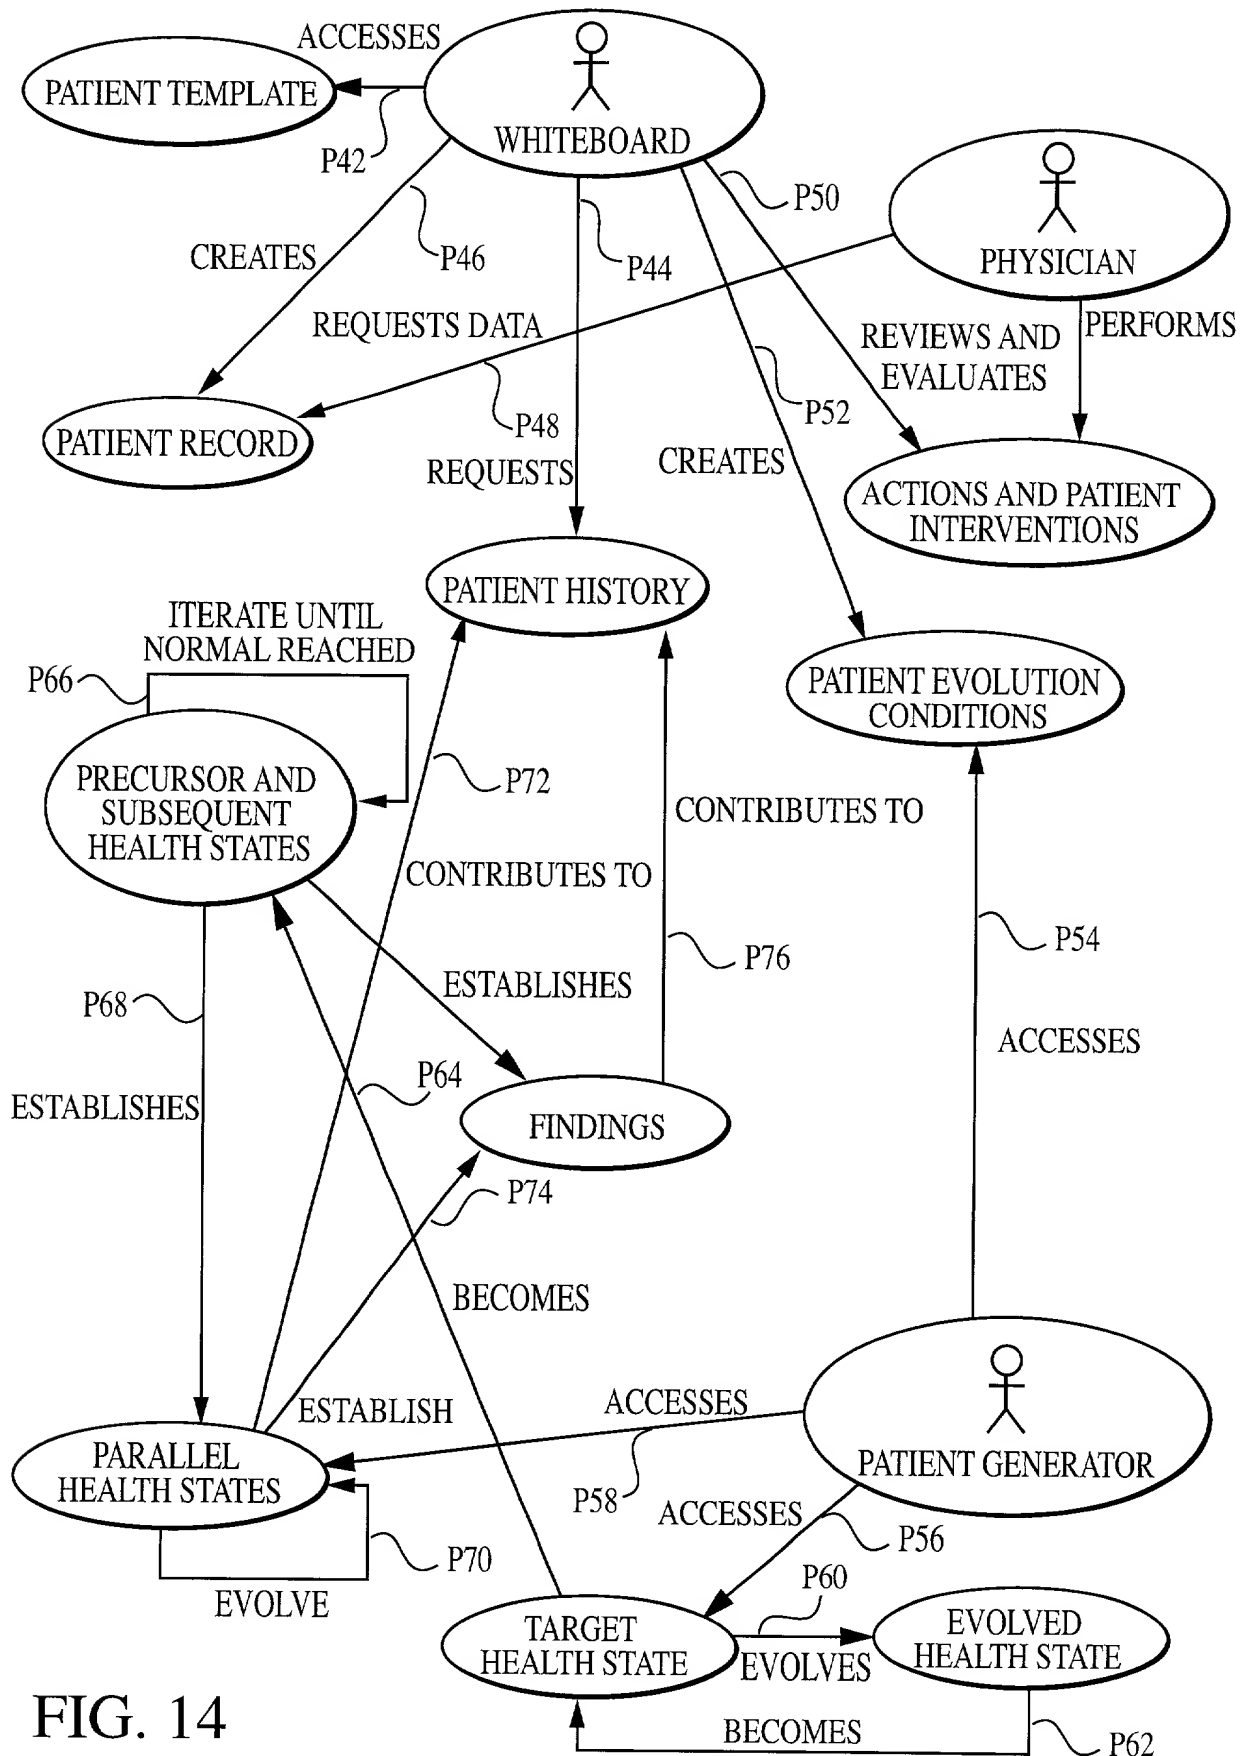 ACCESSES
PATIENT TEMPLATE
WHITEBOARD
P42
P50
P46
P44
CREATES
PHYSICIAN
REQUESTS DATA
PERFORMS
REVIEWS AND
EVALUATES
P52
P48
PATIENT RECORD
REQUESTS
CREATES
ACTIONS AND PATIENT
INTERVENTIONS
PATIENT HISTORY
ITERATE UNTIL
NORMAL REACHED
P66
PATIENT EVOLUTION
CONDITIONS
PRECURSOR AND
SUBSEQUENT
HEALTH STATES
P72
CONTRIBUTES TO
CONTRIBUTES TO
P54
P76
ESTABLISHES
P68
ACCESSES
P64
ESTABLISHES
FINDINGS
P74
BECOMES
ACCESSES
ESTABLISH
PARALLEL
HEALTH STATES
PATIENT GENERATOR
P58
ACCESSES
P56
P70
EVOLVE
P60
TARGET
HEALTH STATE
EVOLVES
EVOLVED
HEALTH STATE
BECOMES
P62
FIG. 14